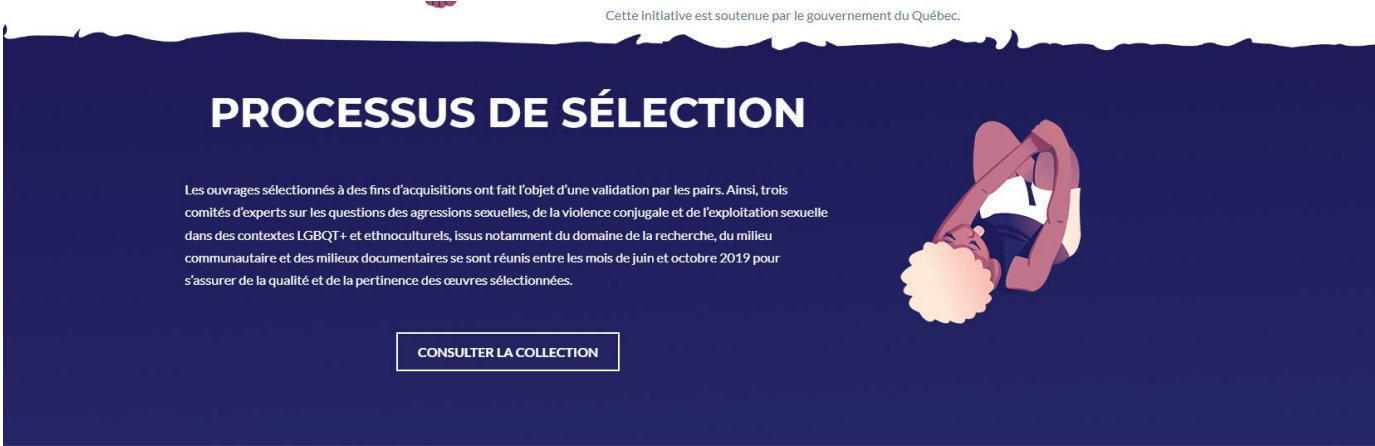 Cette initiative est soutenue par le gouvernement du Québec.
PROCESSUS DE SÉLECTION
Les ouvrages sélectionnés à des fins d’acquisitions ont fait l’objet d’une validation par les pairs. Ainsi, trois
comités d’experts sur les questions des agressions sexuelles, de la violence conjugale et de l’exploitation sexuelle
dans des contextes LGBQT+ et ethnoculturels, issus notamment du domaine de la recherche, du milieu
communautaire et des milieux documentaires se sont réunis entre les mois de juin et octobre 2019 pour
s’assurer de la qualité et de la pertinence des œuvres sélectionnées.
CONSULTER LA COLLECTION